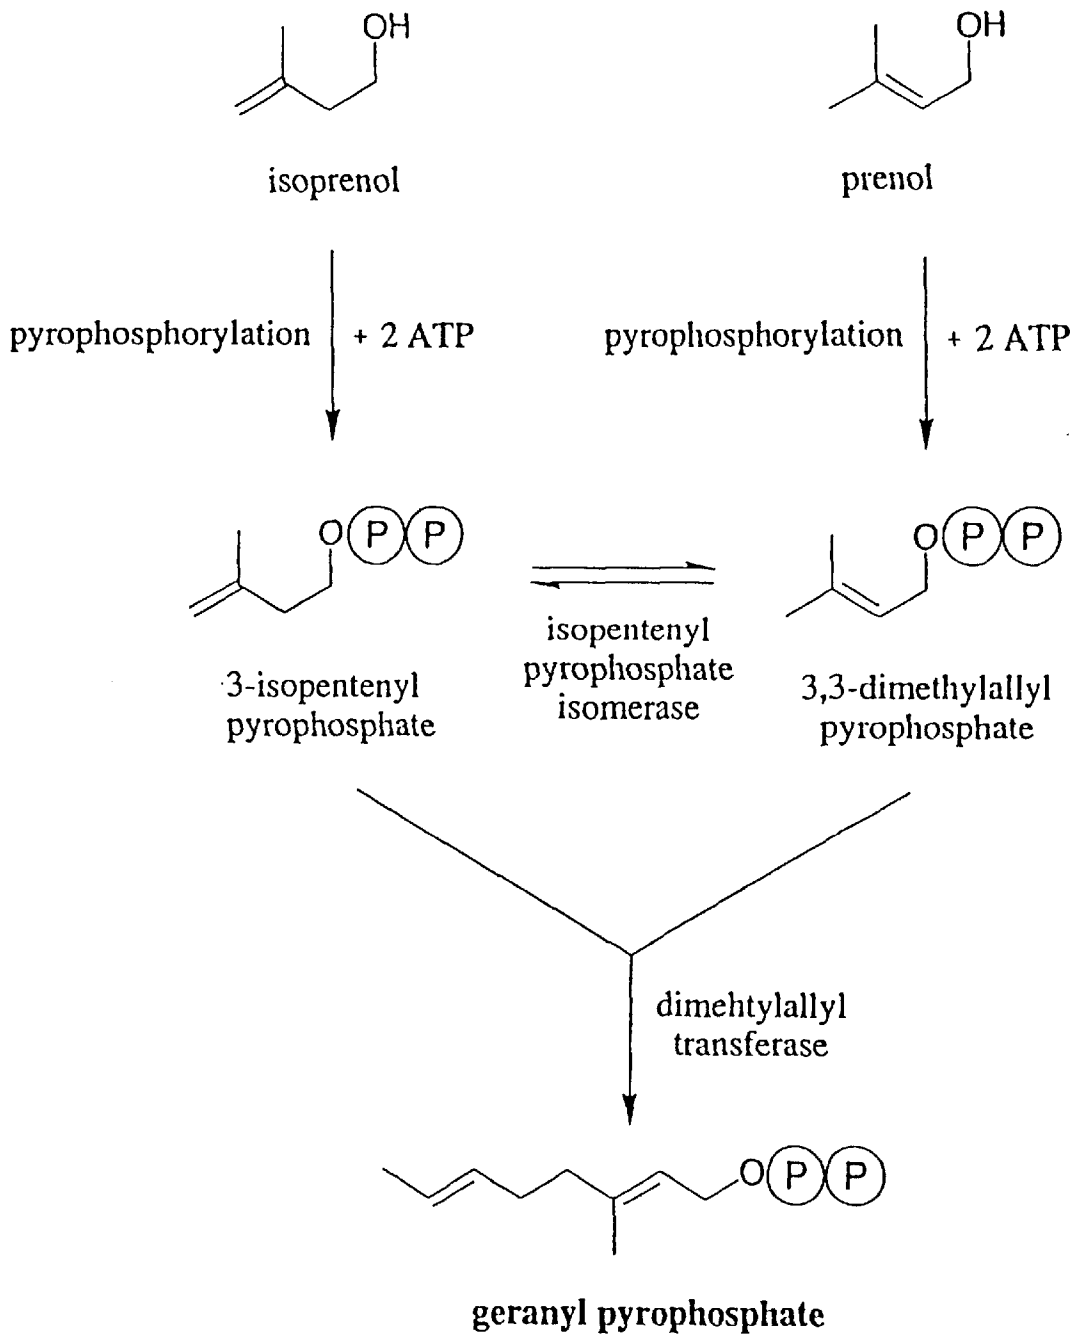 OH
OH
isoprenol
prenol
pyrophosphorylation
+ 2 ATP
pyrophosphorylation
+ 2 ATP
O P P
O P P
isopentenyl
pyrophosphate
isomerase
3-isopentenyl
pyrophosphate
3,3-dimethylallyl
pyrophosphate
dimehtylallyl
transferase
O P P
geranyl pyrophosphate